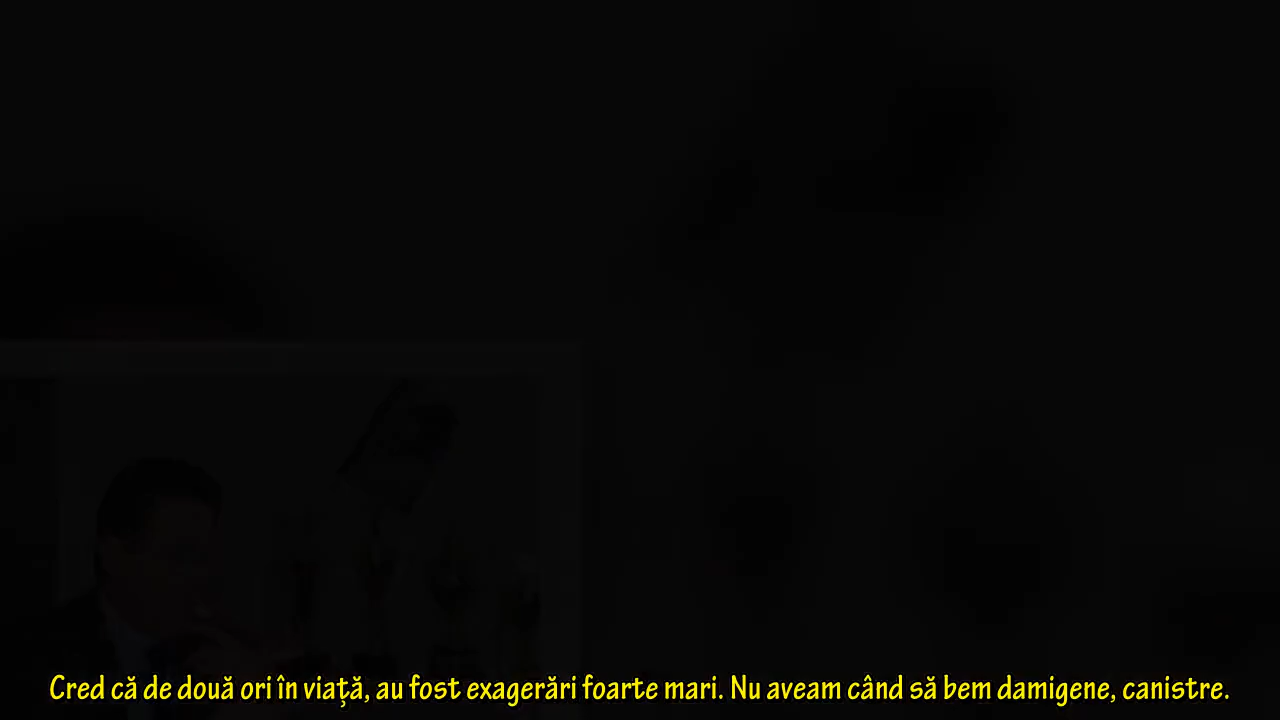 Cred că de două ori în viață, au fost exagerări foarte mari. Nu aveam când să bem damigene, canistre.